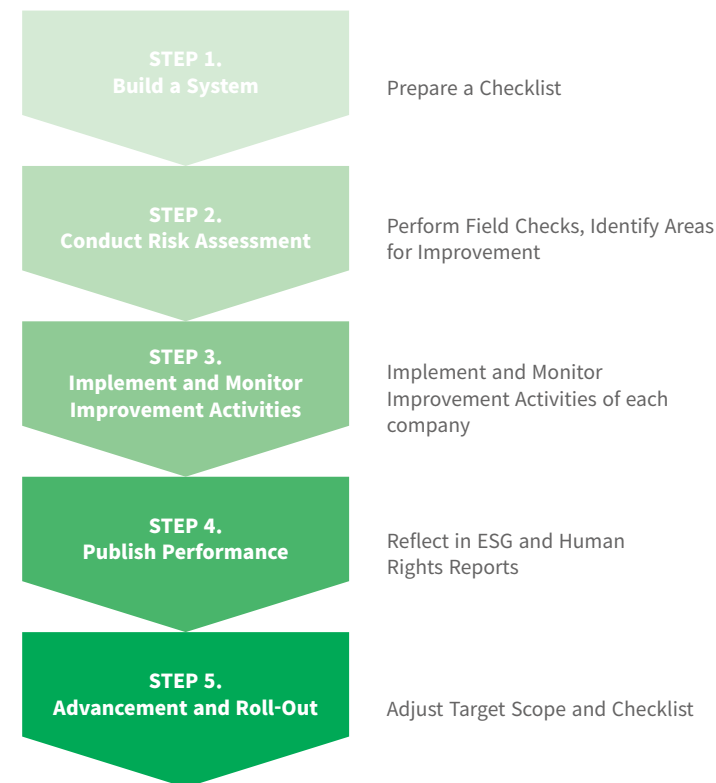 STEP 1.
Build a System
Prepare a Checklist
STEP 2.
Conduct Risk Assessment
Perform Field Checks, Identify Areas
for Improvement
STEP 3.
Implement and Monitor
Improvement Activities
Implement and Monitor
Improvement Activities of each
company
STEP 4.
Publish Performance
Reflect in ESG and Human
Rights Reports
STEP 5.
Advancement and Roll-Out
Adjust Target Scope and Checklist